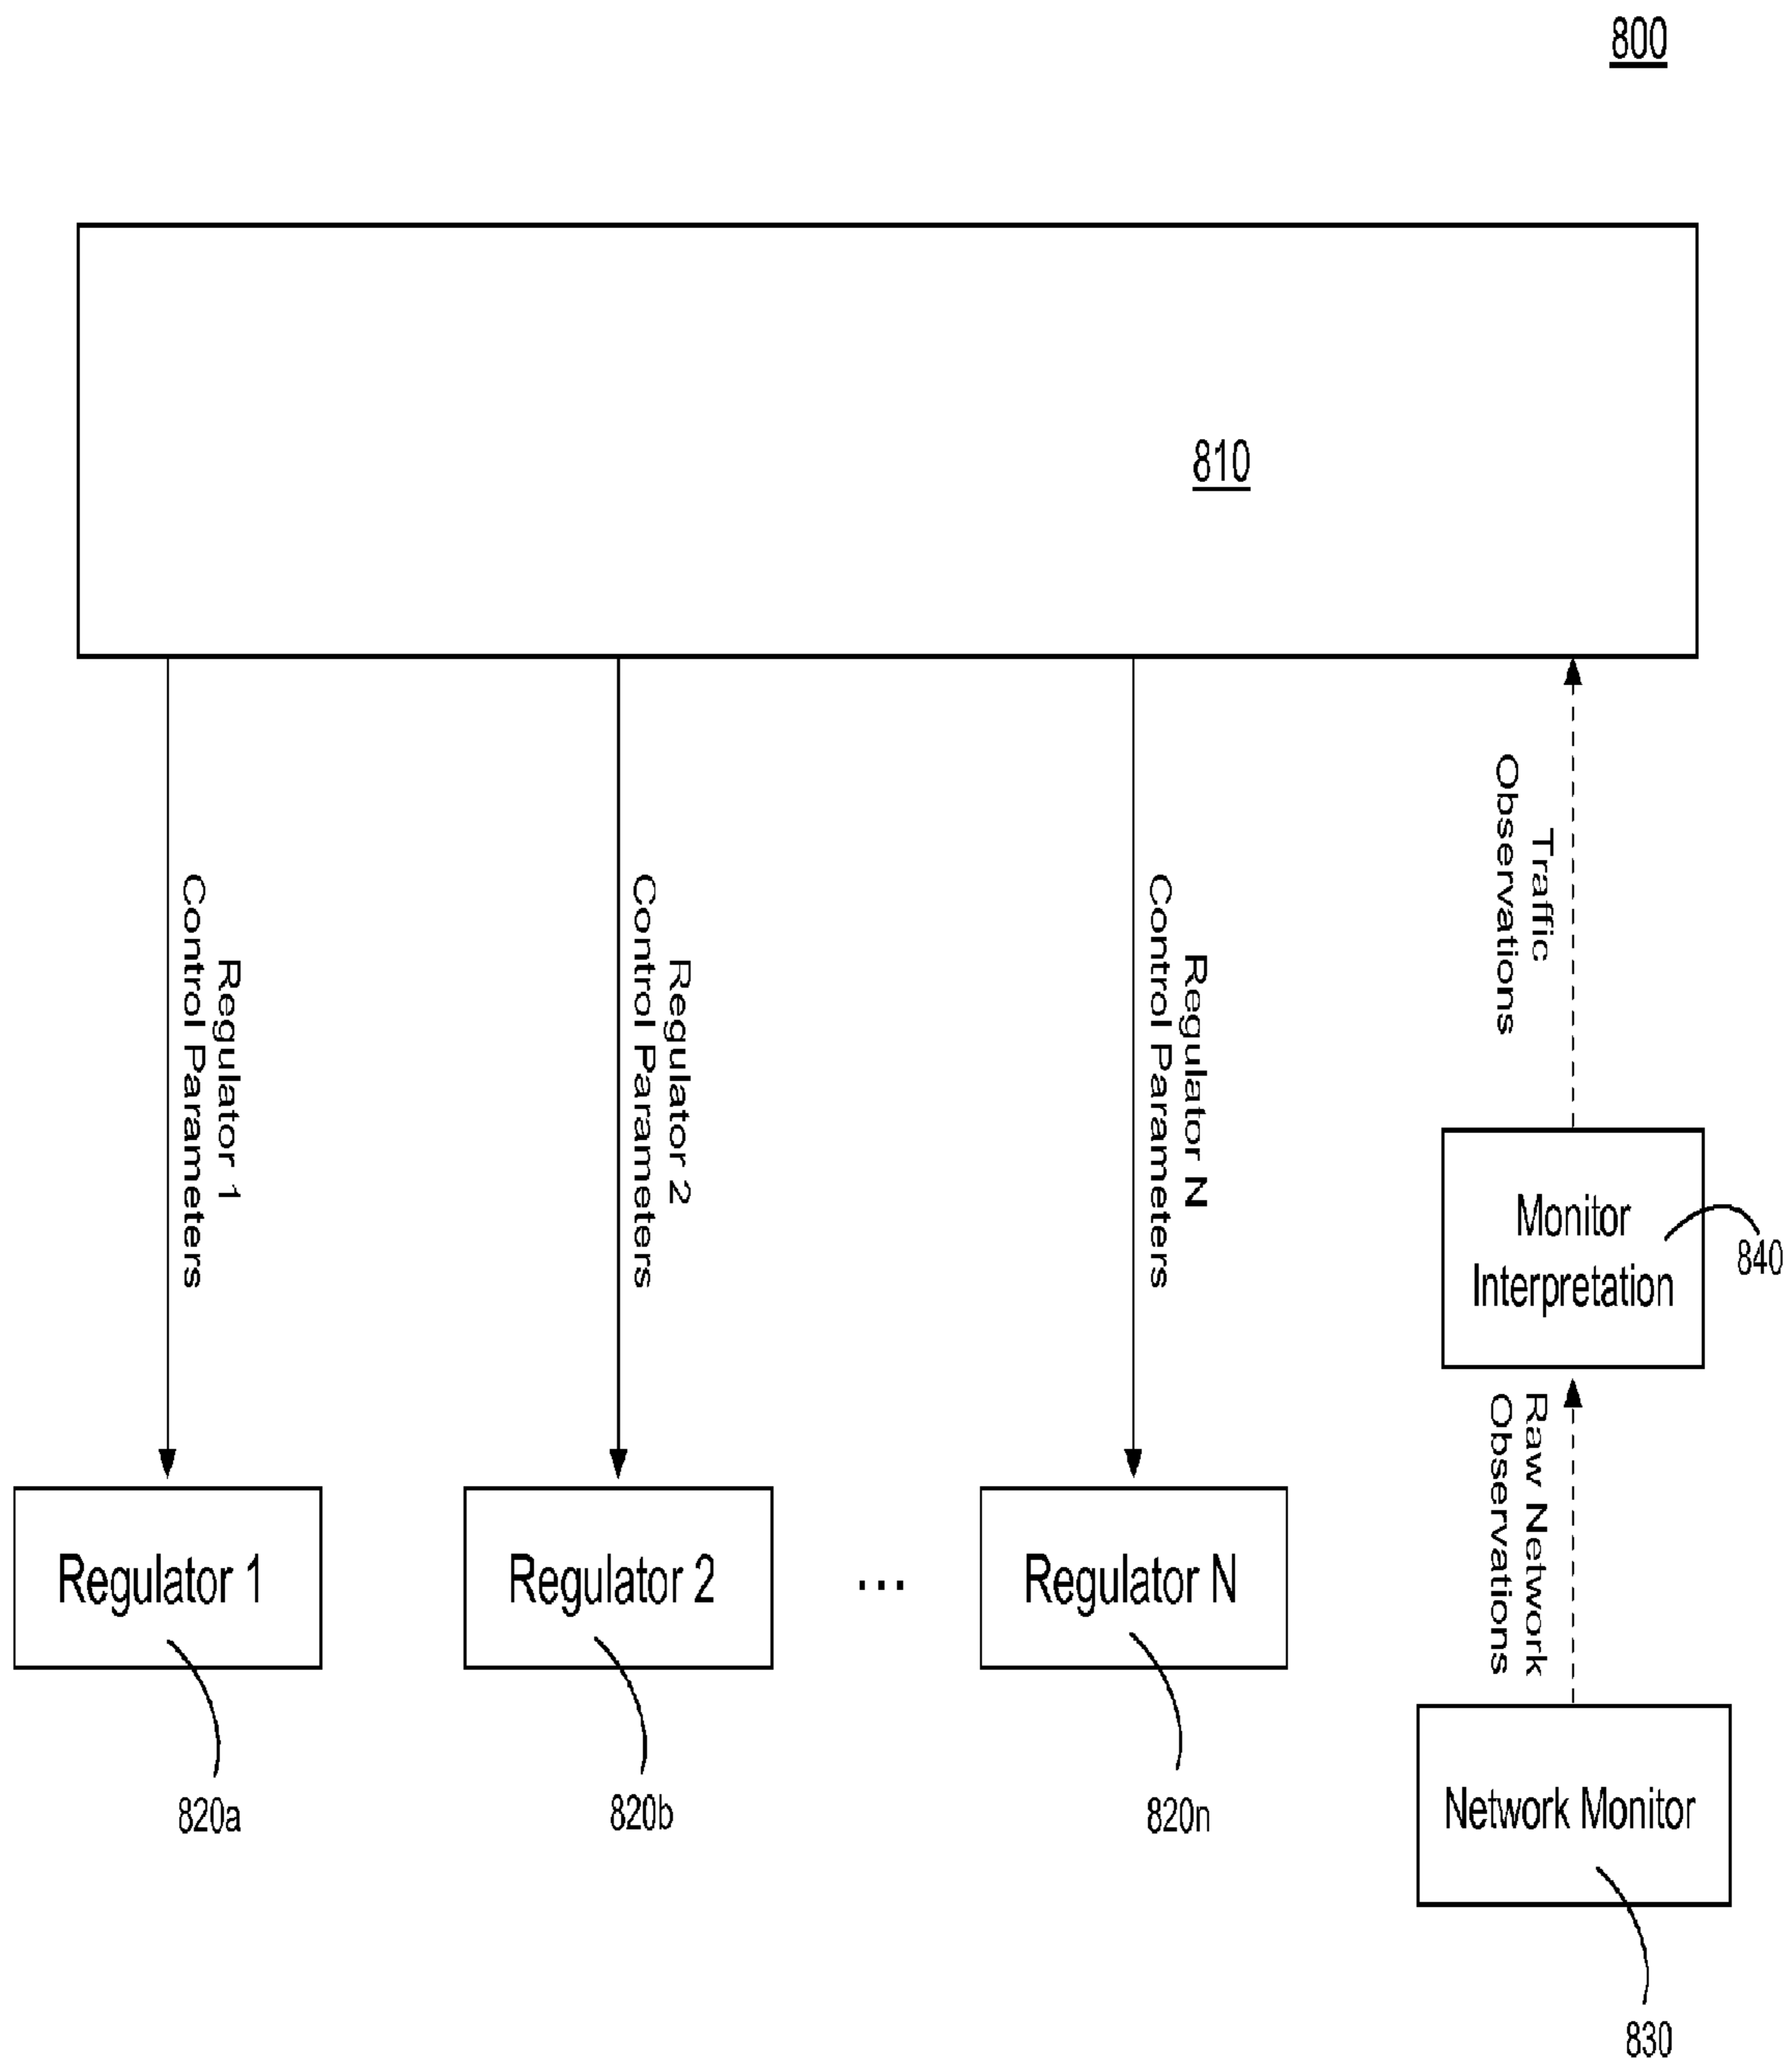 800
810
Regulator 1
Control Parameters
Regulator 2
Control Parameters
Regulator N
Control Parameters
Traffic
Observations
Monitor
Interpretation
840
Raw Network
Observations
Regulator 1
Regulator 2
...
Regulator N
820a
820b
820n
Network Monitor
830